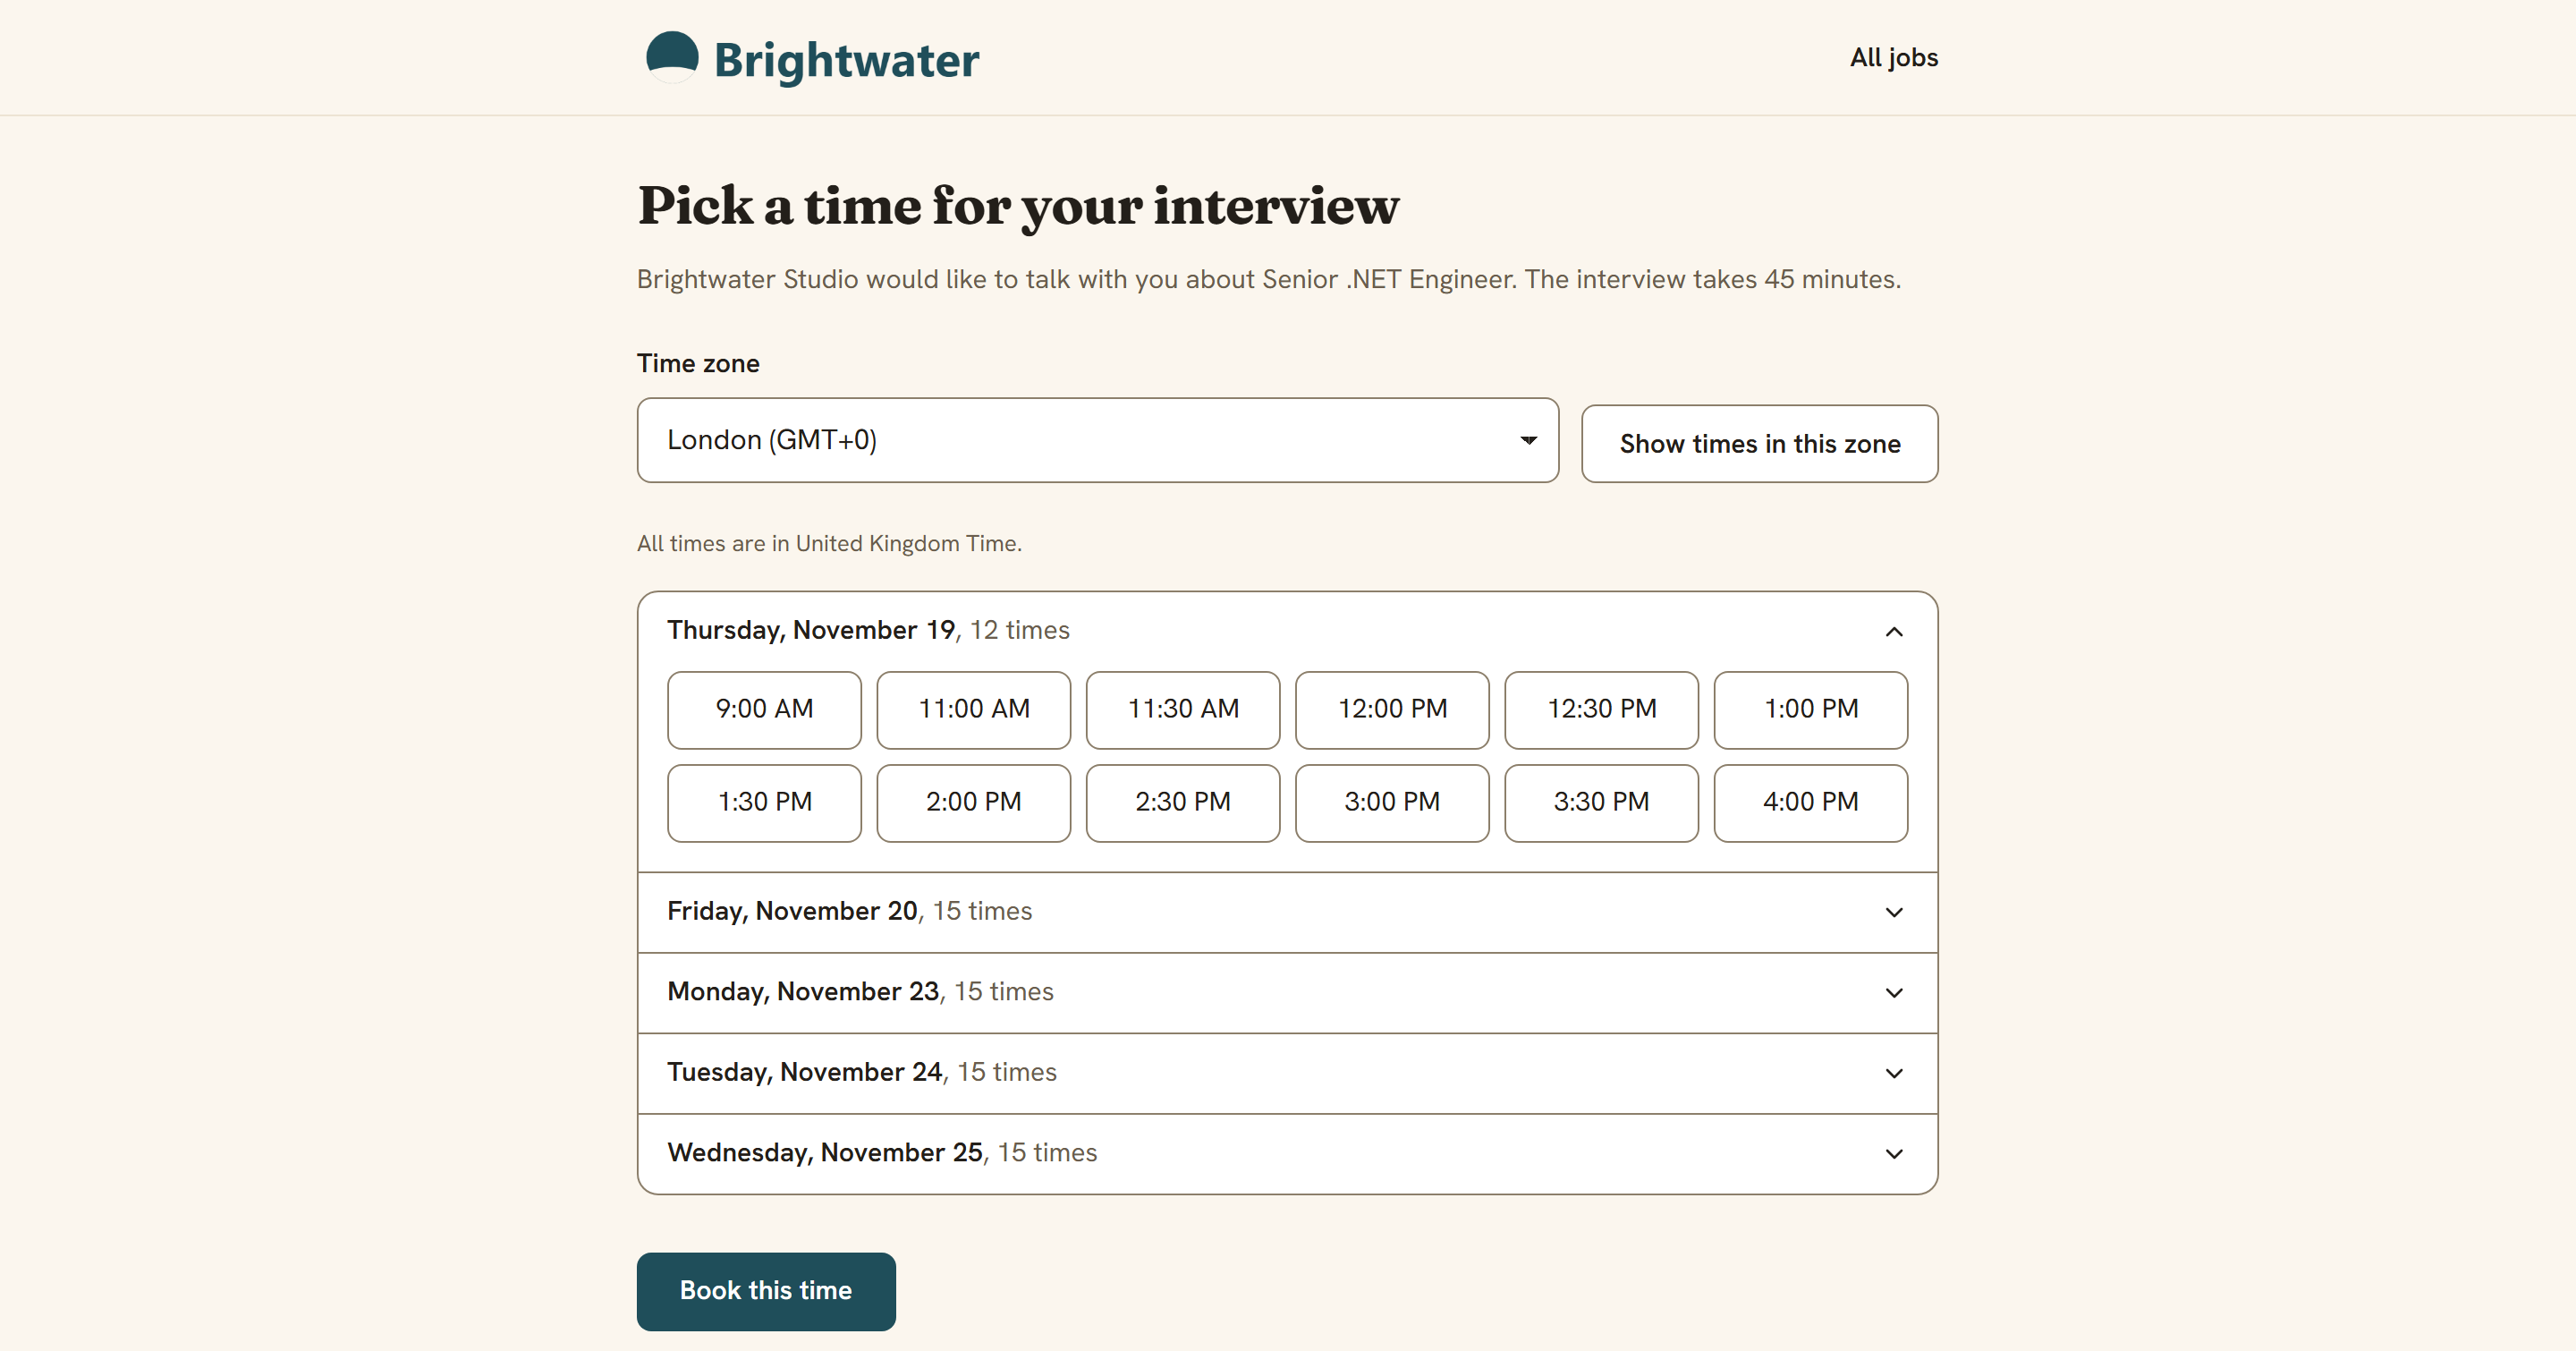 Brightwater
All jobs
Pick a time for your interview
Brightwater Studio would like to talk with you about Senior .NET Engineer. The interview takes 45 minutes.
Time zone
London (GMT+0)
Show times in this zone
All times are in United Kingdom Time.
Thursday, November 19, 12 times
9:00 AM 11:00 AM 11:30 AM 12:00 PM 12:30 PM 1:00 PM
1:30 PM 2:00 PM 2:30 PM 3:00 PM 3:30 PM 4:00 PM
Friday, November 20, 15 times
Monday, November 23, 15 times
Tuesday, November 24, 15 times
Wednesday, November 25, 15 times
Book this time